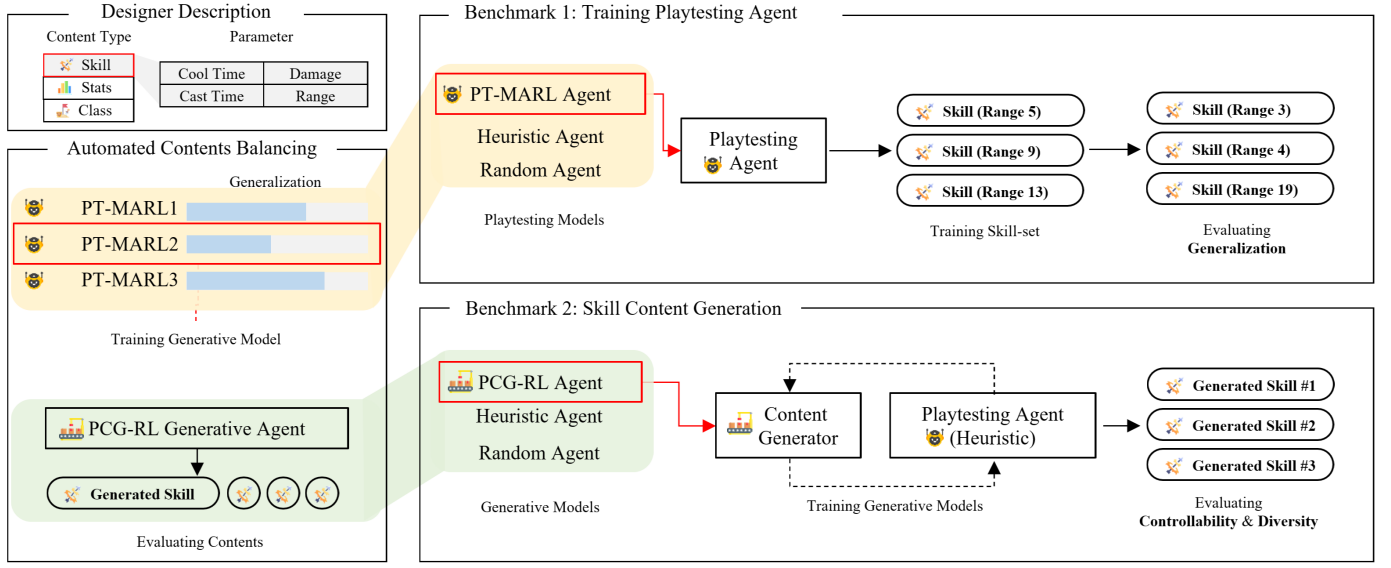 Designer Description
Content Type
Parameter
Skill
Stats
Class
Cool Time
Damage
Cast Time
Range
Automated Contents Balancing
Generalization
PT-MARL1
PT-MARL2
PT-MARL3
Training Generative Model
PCG-RL Generative Agent
Generated Skill
Evaluating Contents
Benchmark 1: Training Playtesting Agent
PT-MARL Agent
Heuristic Agent
Random Agent
Playtesting Models
Playtesting
Agent
Skill (Range 5)
Skill (Range 9)
Skill (Range 13)
Training Skill-set
Skill (Range 3)
Skill (Range 4)
Skill (Range 19)
Evaluating
Generalization
Benchmark 2: Skill Content Generation
PCG-RL Agent
Heuristic Agent
Random Agent
Generative Models
Content
Generator
Playtesting Agent
(Heuristic)
Training Generative Models
Generated Skill #1
Generated Skill #2
Generated Skill #3
Evaluating
Controllability & Diversity